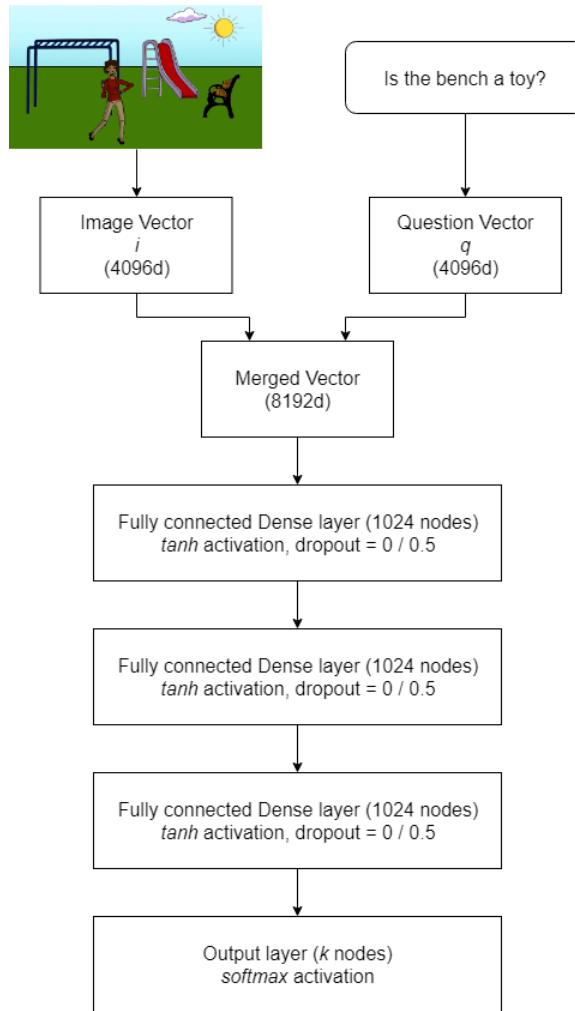 Is the bench a toy?
Image Vector
i
(4096d)
Question Vector
q
(4096d)
Merged Vector
(8192d)
Fully connected Dense layer (1024 nodes)
tanh activation, dropout = 0 / 0.5
Fully connected Dense layer (1024 nodes)
tanh activation, dropout = 0 / 0.5
Fully connected Dense layer (1024 nodes)
tanh activation, dropout = 0 / 0.5
Output layer (k nodes)
softmax activation